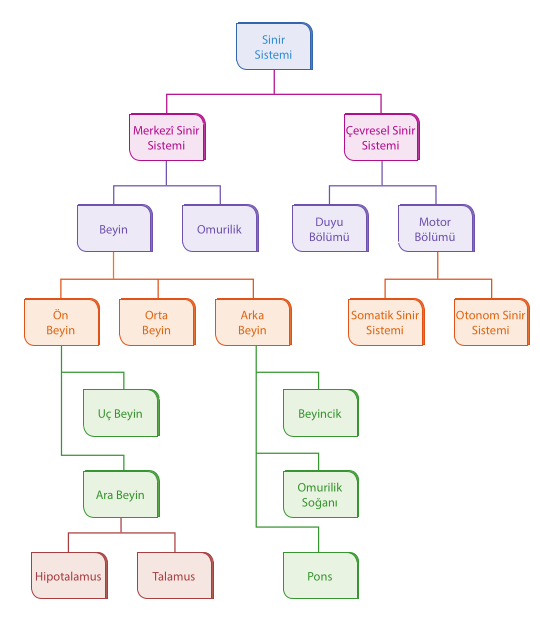 Sinir
Sistemi
Merkezî Sinir
Sistemi
Çevresel Sinir
Sistemi
Beyin
Omurilik
Duyu
Bölümü
Motor
Bölümü
Ön
Beyin
Orta
Beyin
Arka
Beyin
Somatik Sinir
Sistemi
Otonom Sinir
Sistemi
Uç Beyin
Beyincik
Ara Beyin
Omurilik
Soğanı
Hipotalamus
Talamus
Pons